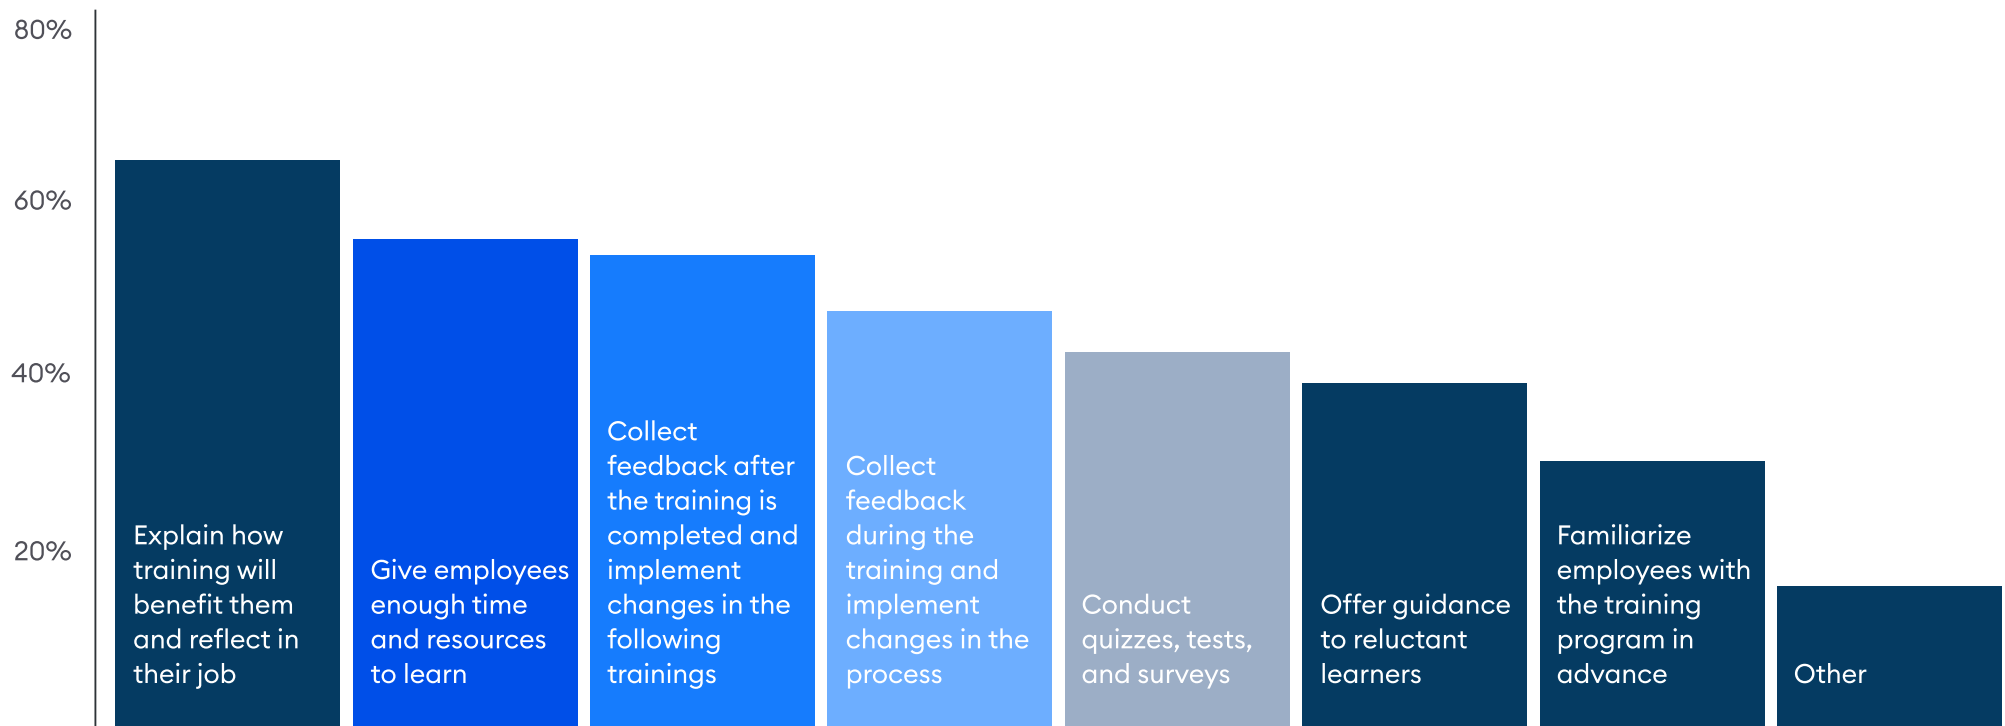 80%
60%
40%
20%
Explain how
training will
benefit them
and reflect in
their job
Give employees
enough time
and resources
to learn
Collect
feedback after
the training is
completed and
implement
changes in the
following
trainings
Collect
feedback
during the
training and
implement
changes in the
process
Conduct
quizzes, tests,
and surveys
Offer guidance
to reluctant
learners
Familiarize
employees with
the training
program in
advance
Other